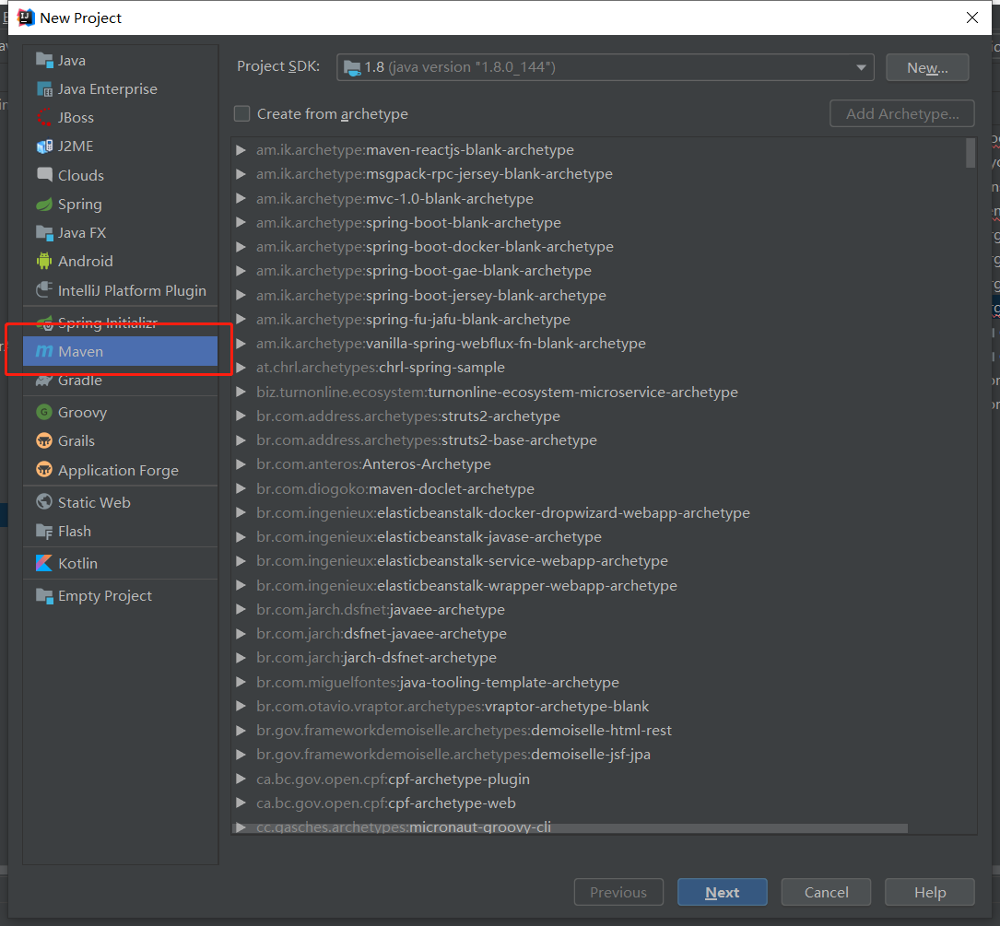 New Project
Java
Java Enterprise
JBoss
J2ME
Clouds
Spring
Java FX
Android
IntelliJ Platform Plugin
Spring Initializr
Maven
Gradle
Groovy
Grails
Application Forge
Static Web
Flash
Kotlin
Empty Project
Project SDK:
1.8 (java version "1.8.0_144")
New...
Create from archetype
Add Archetype...
am.ik.archetype:maven-reactjs-blank-archetype
am.ik.archetype:msgpack-rpc-jersey-blank-archetype
am.ik.archetype:mvc-1.0-blank-archetype
am.ik.archetype:spring-boot-blank-archetype
am.ik.archetype:spring-boot-docker-blank-archetype
am.ik.archetype:spring-boot-gae-blank-archetype
am.ik.archetype:spring-boot-jersey-blank-archetype
am.ik.archetype:spring-fu-jafu-blank-archetype
am.ik.archetype:vanilla-spring-webflux-fn-blank-archetype
at.chrl.archetypes:chrl-spring-sample
biz.turnonline.ecosystem:turnonline-ecosystem-microservice-archetype
br.com.address.archetypes:struts2-archetype
br.com.address.archetypes:struts2-base-archetype
br.com.anteros:Anteros-Archetype
br.com.diogoko:maven-doclet-archetype
br.com.ingenieux:elasticbeanstalk-docker-dropwizard-webapp-archetype
br.com.ingenieux:elasticbeanstalk-javase-archetype
br.com.ingenieux:elasticbeanstalk-service-webapp-archetype
br.com.ingenieux:elasticbeanstalk-wrapper-webapp-archetype
br.com.jarch.dsfnet:javaee-archetype
br.com.jarch:dsfnet-javaee-archetype
br.com.jarch:jarch-dsfnet-archetype
br.com.miguelfontes:java-tooling-template-archetype
br.com.otavio.vraptor.archetypes:vraptor-archetype-blank
br.gov.frameworkdemoiselle.archetypes:demoiselle-html-rest
br.gov.frameworkdemoiselle.archetypes:demoiselle-jsf-jpa
ca.bc.gov.open.cpf:cpf-archetype-plugin
ca.bc.gov.open.cpf:cpf-archetype-web
cc.gasches.archetypes:micronaut-groovy-cli
Previous
Next
Cancel
Help